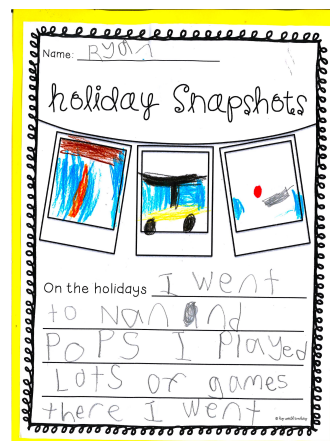 Name: Ryan
holiday Snapshots
On the holidays I went
to Nan and
POPS I Played
Lots or games
there I went